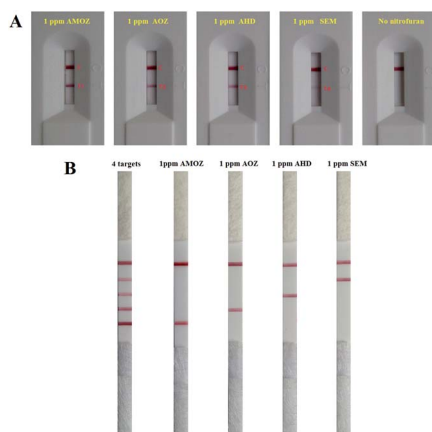 A
1 ppm AMOZ
1 ppm AOZ
1 ppm AHD
1 ppm SEM
No nitrofuran
B
4 targets
1ppm AMOZ
1 ppm AOZ
1 ppm AHD
1 ppm SEM